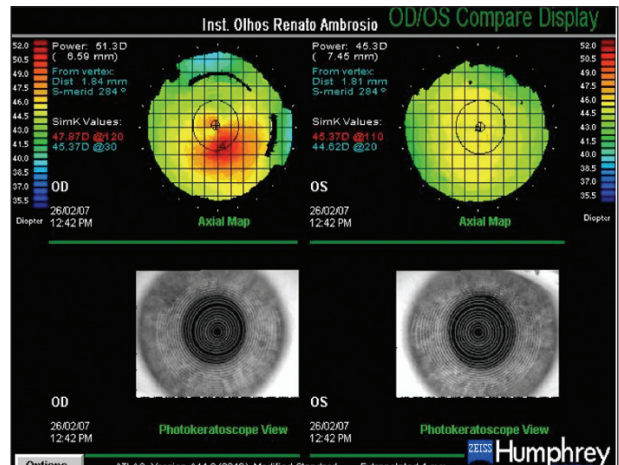 Inst. Olhos Renato Ambrosio OD/OS Compare Display
52.0
50.5
49.0
47.5
46.0
44.5
43.0
41.5
40.0
38.5
37.0
35.5
Diopter
Power: 51.3D
( 6.59 mm)
From vertex:
Dist 1.84 mm
S-merid 284 º
SimK Values:
47.87D @120
45.37D @30
OD
26/02/07
12:42 PM
Axial Map
Power: 45.3D
( 7.45 mm)
From vertex:
Dist 1.81 mm
S-merid 284 º
SimK Values:
45.37D @110
44.62D @20
OS
26/02/07
12:42 PM
Axial Map
52.0
50.5
49.0
47.5
46.0
44.5
43.0
41.5
40.0
38.5
37.0
35.5
Diopter
OD
26/02/07
12:42 PM
Photokeratoscope View
OS
26/02/07
12:42 PM
Photokeratoscope View
Options
ZEISS Humphrey